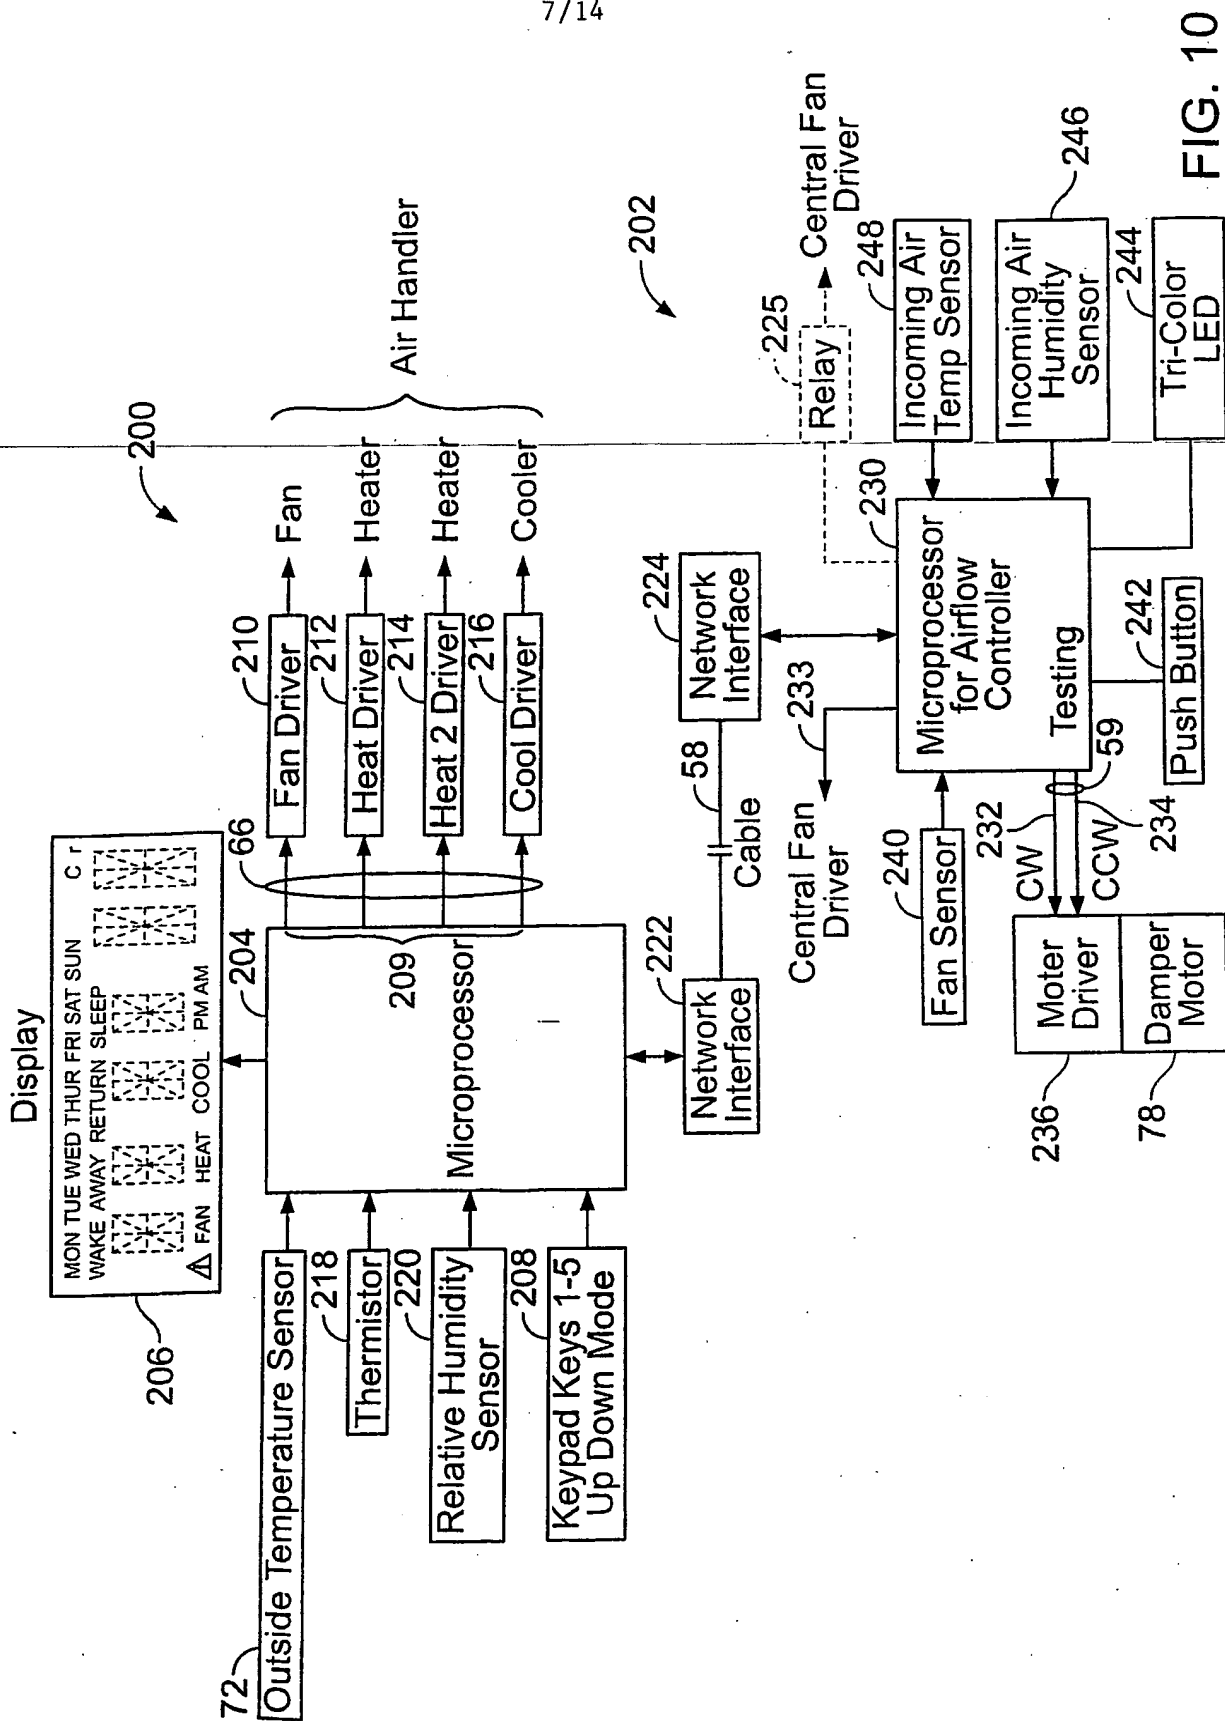 7/14
Display
MON TUE WED THUR FRI SAT SUN
WAKE AWAY RETURN SLEEP
C r
FAN HEAT COOL PM AM
206
204
66
200
72
Outside Temperature Sensor
218
Thermistor
220
Relative Humidity
Sensor
208
Keypad Keys 1-5
Up Down Mode
Microprocessor
209
210
Fan Driver
Fan
212
Heat Driver
Heater
214
Heat 2 Driver
Heater
216
Cool Driver
Cooler
Air Handler
222
Network
Interface
58
Cable
224
Network
Interface
202
Central Fan
Driver
233
225
Relay
Central Fan
Driver
230
Microprocessor
for Airflow
Controller
Testing
240
Fan Sensor
248
Incoming Air
Temp Sensor
246
Incoming Air
Humidity
Sensor
244
Tri-Color
LED
242
Push Button
232
CW
CCW
234
59
236
Moter
Driver
78
Damper
Motor
FIG. 10